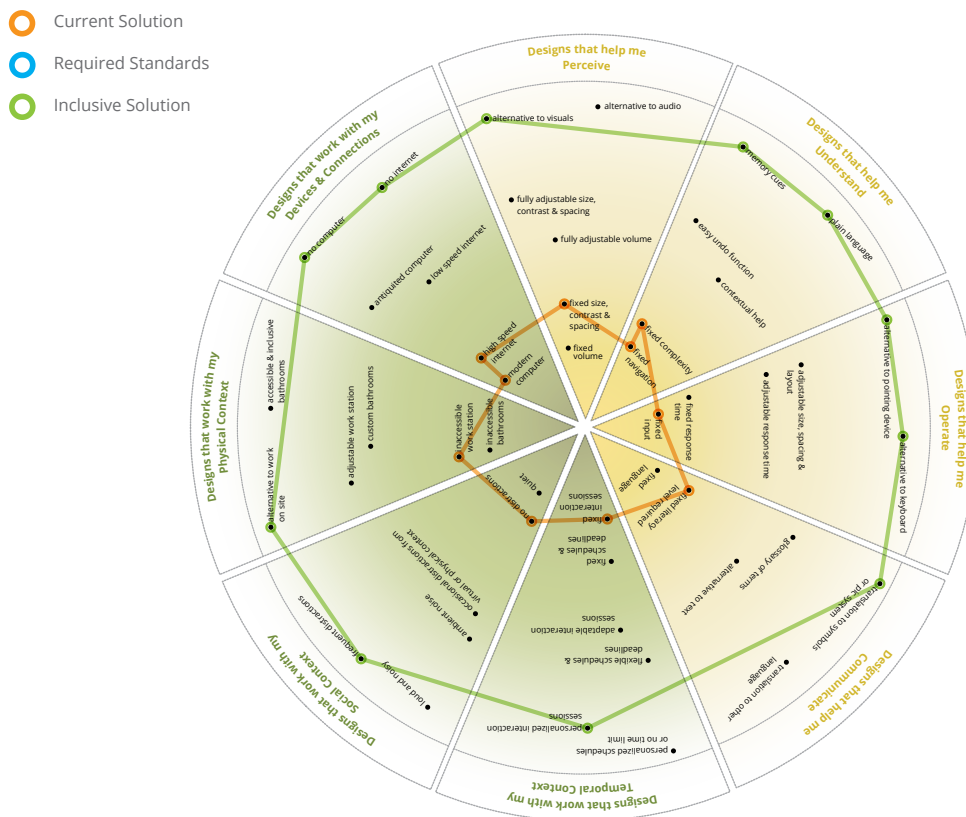 Current Solution
Required Standards
Inclusive Solution
Designs that help me
Perceive
alternative to audio
alternative to visuals
fully adjustable size,
contrast & spacing
fully adjustable volume
fixed size,
contrast &
spacing
fixed
volume
Designs that help me
Understand
memory cues
plain language
easy undo function
contextual help
fixed complexity
fixed
navigation
Designs that help me
Operate
alternative to pointing device
alternative to keyboard
adjustable size, spacing &
layout
adjustable response time
fixed response
time
fixed
input
Designs that help me
Communicate
translation to symbols
or pic system
translation to other
language
glossary of terms
alternative to text
fixed literacy
level required
fixed
language
Designs that work with my
Temporal Context
personalized schedules
or no time limit
personalized interaction
sessions
flexible schedules &
deadlines
adaptable interaction
sessions
fixed
schedules &
deadlines
fixed
interaction
sessions
Designs that work with my
Social Context
loud and noisy
frequent distractions
ambient noise
occasional distractions from
virtual or physical context
no distractions
quiet
Designs that work with my
Physical Context
alternative to work
on site
accessible & inclusive
bathrooms
adjustable work station
custom bathrooms
naccessible
work station
inaccessible
bathrooms
Designs that work with my
Devices & Connections
no computer
no internet
antiquited computer
low speed internet
high speed
internet
modern
computer